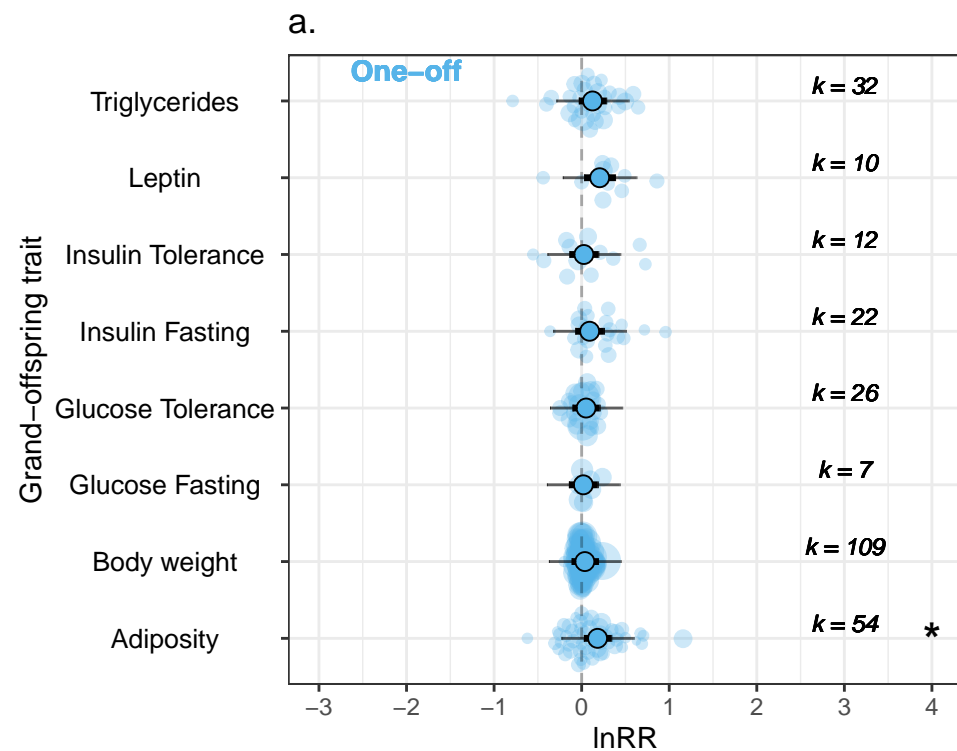 a.
One−off
Triglycerides
k = 32
Leptin
k = 10
Insulin Tolerance
k = 12
Insulin Fasting
k = 22
Glucose Tolerance
k = 26
Glucose Fasting
k = 7
Body weight
k = 109
Adiposity
k = 54
*
Grand−offspring trait
−3 −2 −1 0 1 2 3 4
lnRR